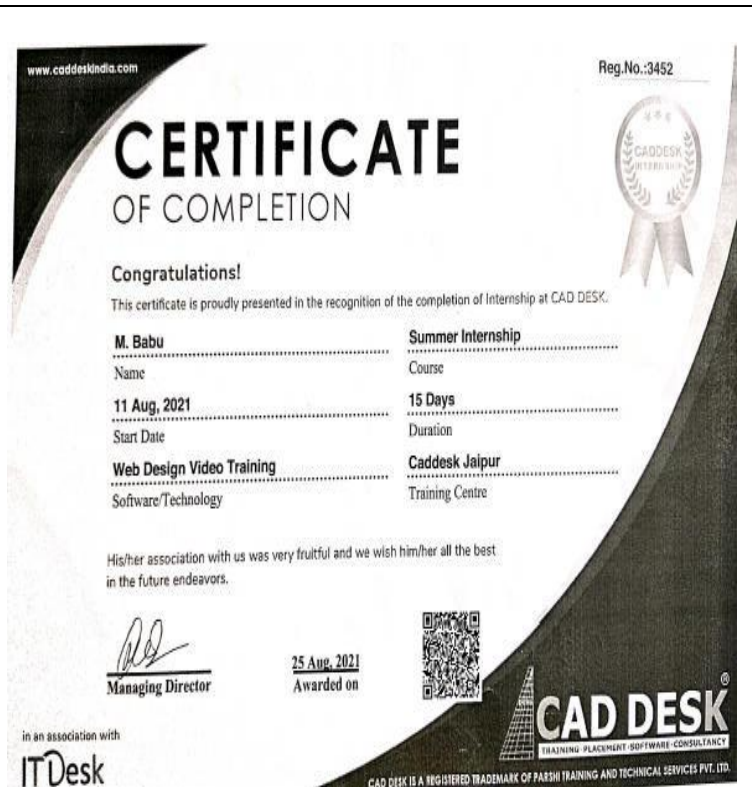 www.caddeskindia.com
Reg.No.:3452
CADDESK
INTERNSHIP
CERTIFICATE
OF COMPLETION
Congratulations!
This certificate is proudly presented in the recognition of the completion of Internship at CAD DESK.
M. Babu
Summer Internship
Name
Course
11 Aug, 2021
15 Days
Start Date
Duration
Web Design Video Training
Caddesk Jaipur
Software/Technology
Training Centre
His/her association with us was very fruitful and we wish him/her all the best
in the future endeavors.
25 Aug, 2021
Managing Director
Awarded on
in an association with
ITDesk
CAD DESK®
TRAINING·PLACEMENT·SOFTWARE·CONSULTANCY
CAD DESK IS A REGISTERED TRADEMARK OF PARSHI TRAINING AND TECHNICAL SERVICES PVT. LTD.